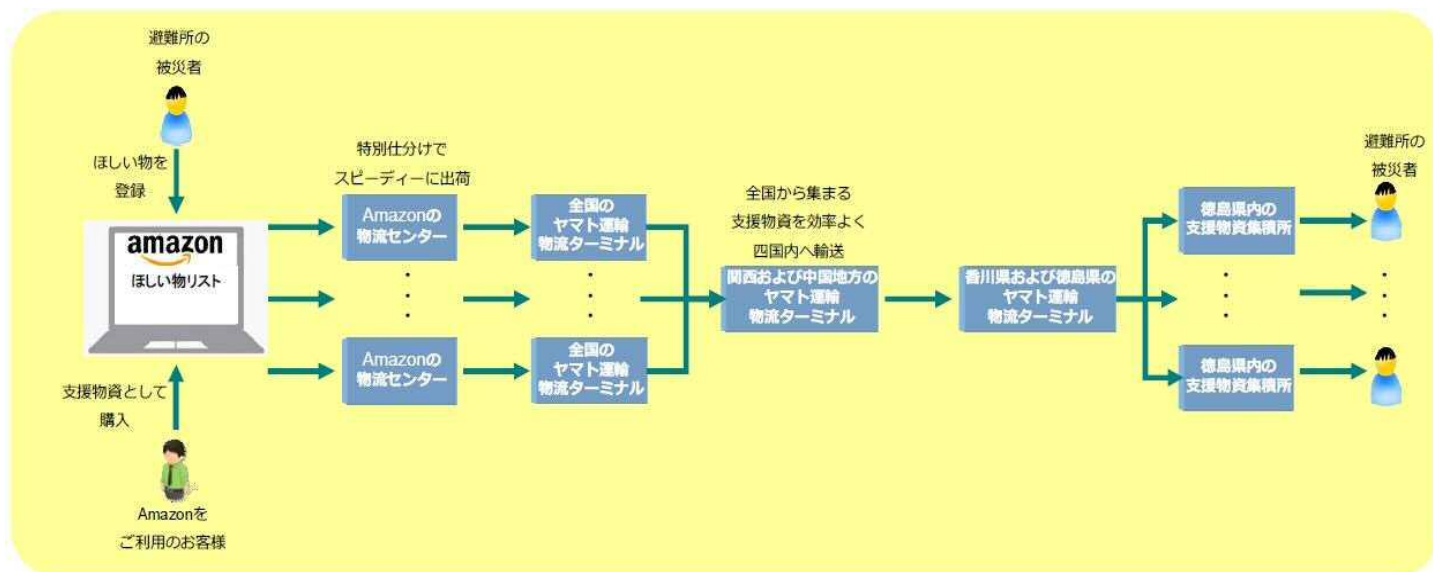 避難所の
被災者
ほしい物を
登録
amazon
ほしい物リスト
支援物資として
購入
Amazonを
ご利用のお客様
特別仕分けで
スピーディーに出荷
Amazonの
物流センター
Amazonの
物流センター
全国の
ヤマト運輸
物流ターミナル
全国の
ヤマト運輸
物流ターミナル
全国から集まる
支援物資を効率よく
四国内へ輸送
関西および中国地方の
ヤマト運輸
物流ターミナル
香川県および徳島県の
ヤマト運輸
物流ターミナル
徳島県内の
支援物資集積所
徳島県内の
支援物資集積所
避難所の
被災者